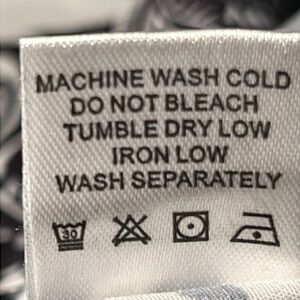 MACHINE WASH COLD
DO NOT BLEACH
TUMBLE DRY LOW
IRON LOW
WASH SEPARATELY
30